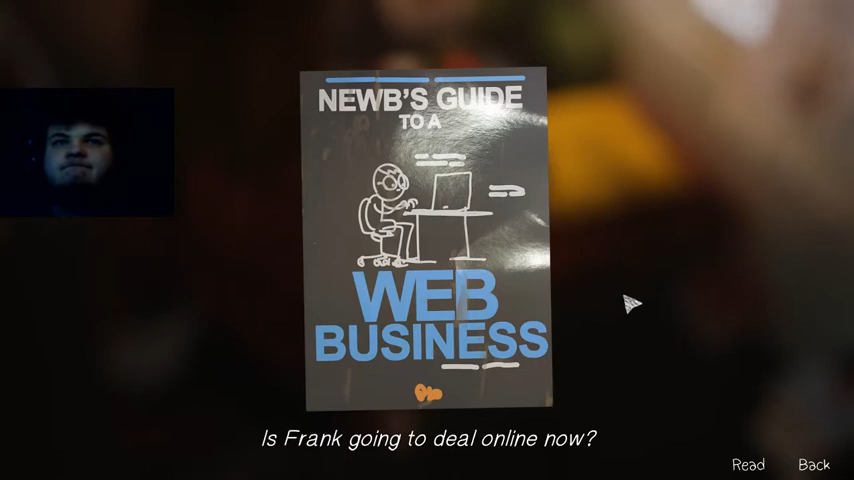 NEWB'S GUIDE
TO A
WEB
BUSINESS
Is Frank going to deal online now?
Read Back